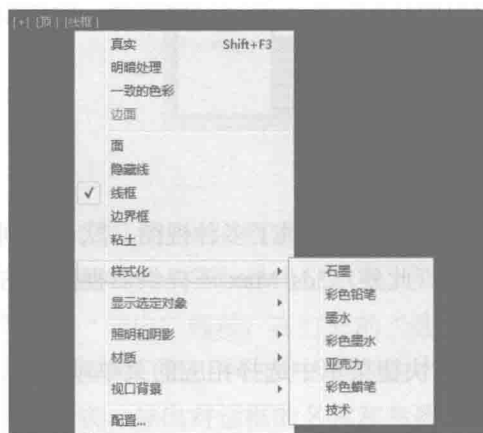 [+] [顶] [线框]
真实 Shift+F3
明暗处理
一致的色彩
边面
面
隐藏线
✓ 线框
边界框
粘土
样式化
显示选定对象
照明和阴影
材质
视口背景
配置...
石墨
彩色铅笔
墨水
彩色墨水
亚克力
彩色蜡笔
技术